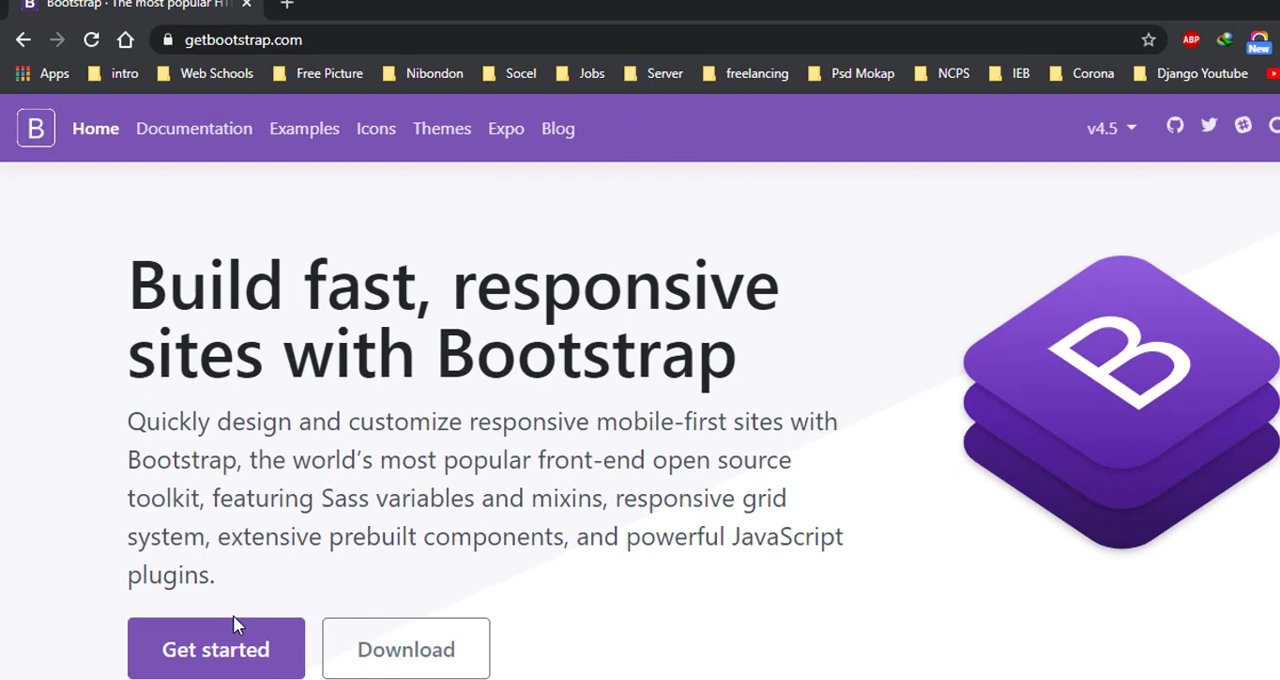 B Bootstrap · The most popular HT
getbootstrap.com
ABP
New
Apps intro Web Schools Free Picture Nibondon Socel Jobs Server freelancing Psd Mokap NCPS IEB Corona Django Youtube
B Home Documentation Examples Icons Themes Expo Blog v4.5
Build fast, responsive
sites with Bootstrap
B
Quickly design and customize responsive mobile-first sites with
Bootstrap, the world’s most popular front-end open source
toolkit, featuring Sass variables and mixins, responsive grid
system, extensive prebuilt components, and powerful JavaScript
plugins.
Get started Download